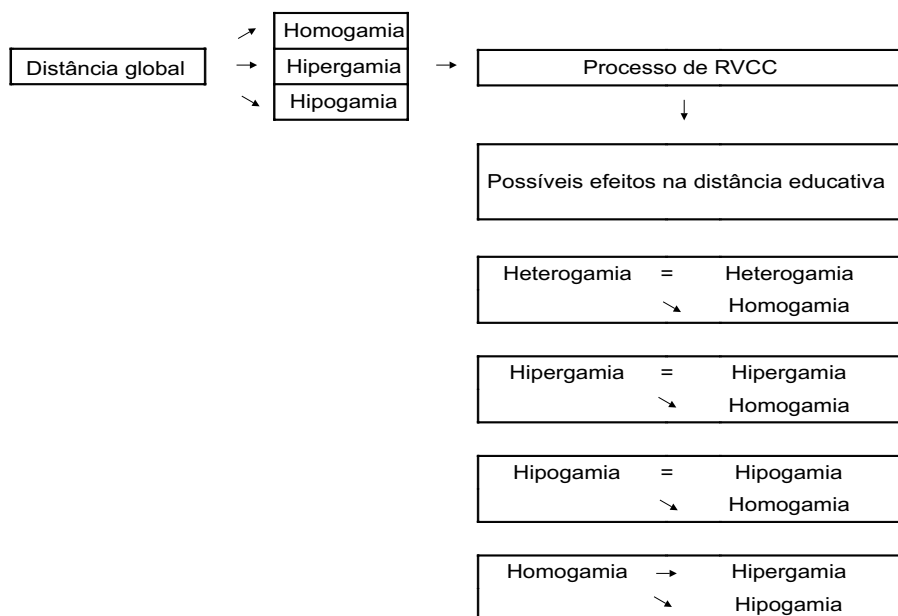 Distância global
Homogamia
Hipergamia
Hipogamia
Processo de RVCC
Possíveis efeitos na distância educativa
Heterogamia = Heterogamia
Homogamia
Hipergamia = Hipergamia
Homogamia
Hipogamia = Hipogamia
Homogamia
Homogamia → Hipergamia
Hipogamia